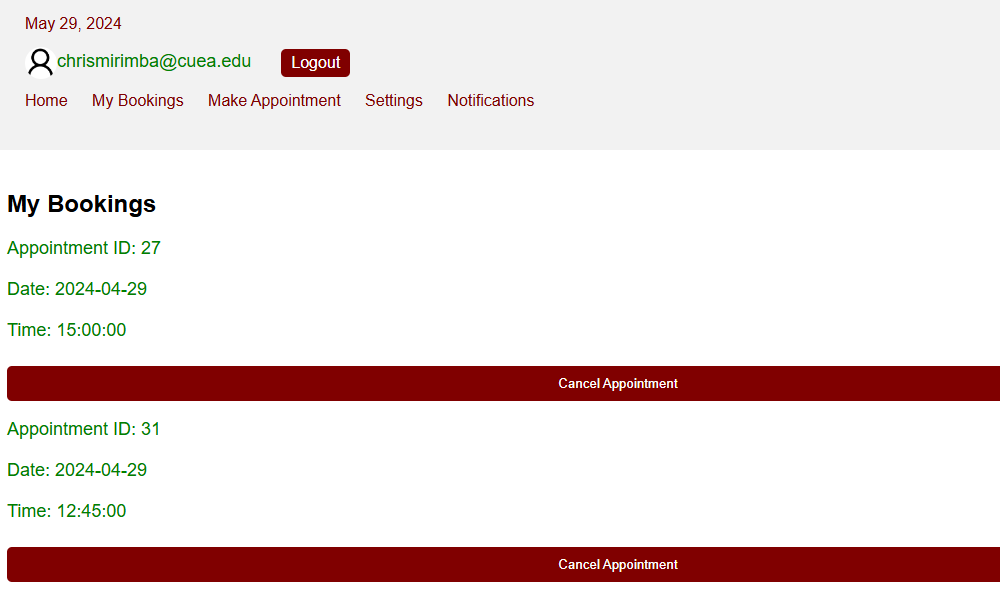 May 29, 2024
chrismirimba@cuea.edu Logout
Home My Bookings Make Appointment Settings Notifications
My Bookings
Appointment ID: 27
Date: 2024-04-29
Time: 15:00:00
Cancel Appointment
Appointment ID: 31
Date: 2024-04-29
Time: 12:45:00
Cancel Appointment